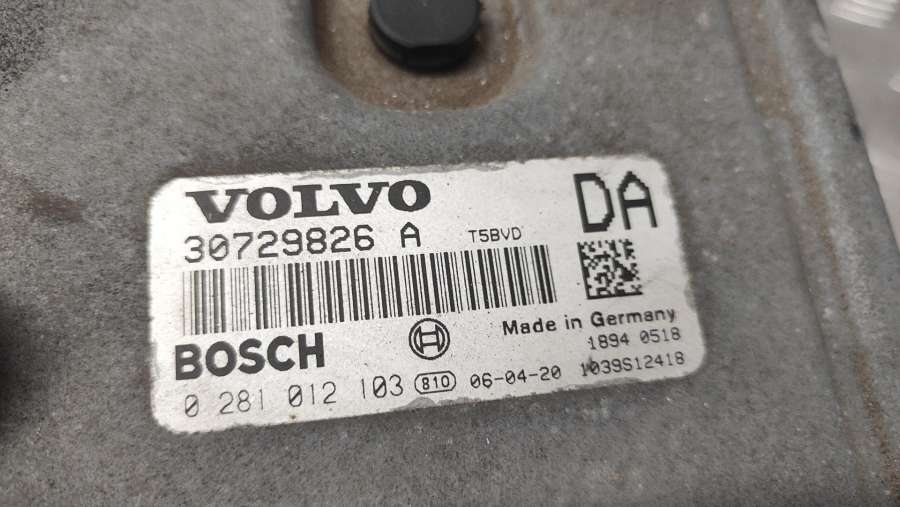 VOLVO
DA
30729826 A T5BVD
Made in Germany
BOSCH
1894 0518
0 281 012 103 810 06-04-20 1039S12418